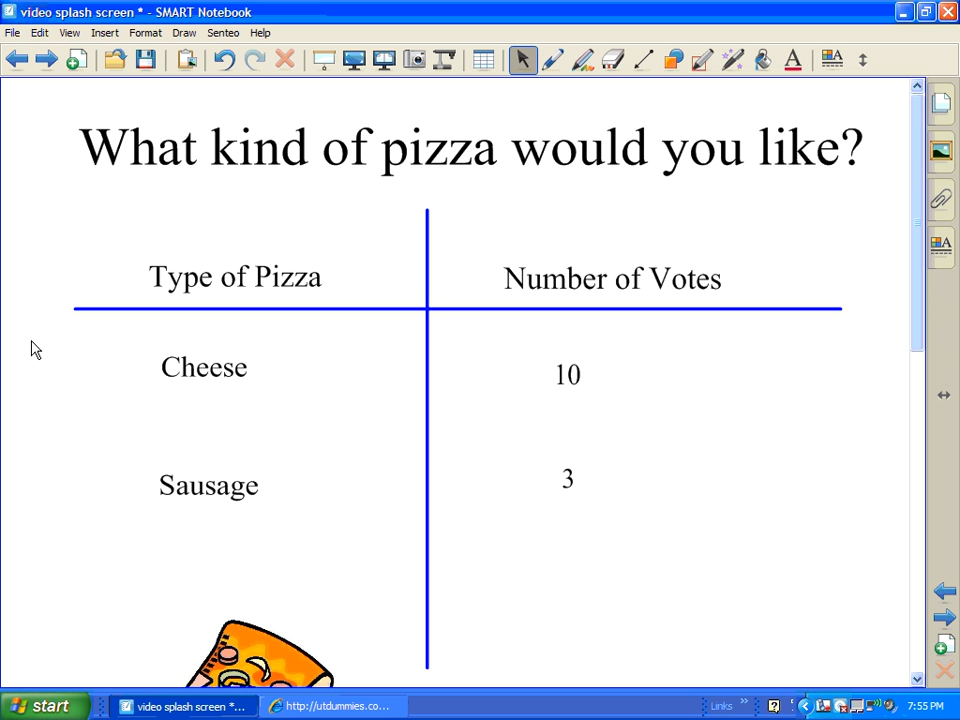 video splash screen * - SMART Notebook
File Edit View Insert Format Draw Senteo Help
What kind of pizza would you like?
Type of Pizza Number of Votes
Cheese 10
Sausage 3
start video splash screen *... http://utdummies.co... Links » 7:55 PM